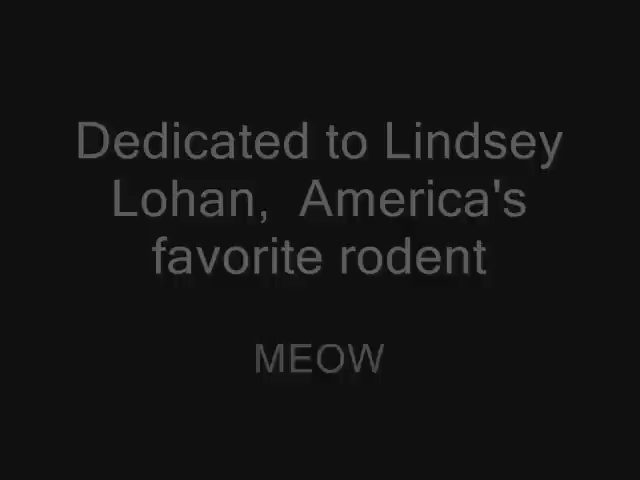 Dedicated to Lindsey
Lohan,  America's
favorite rodent
MEOW